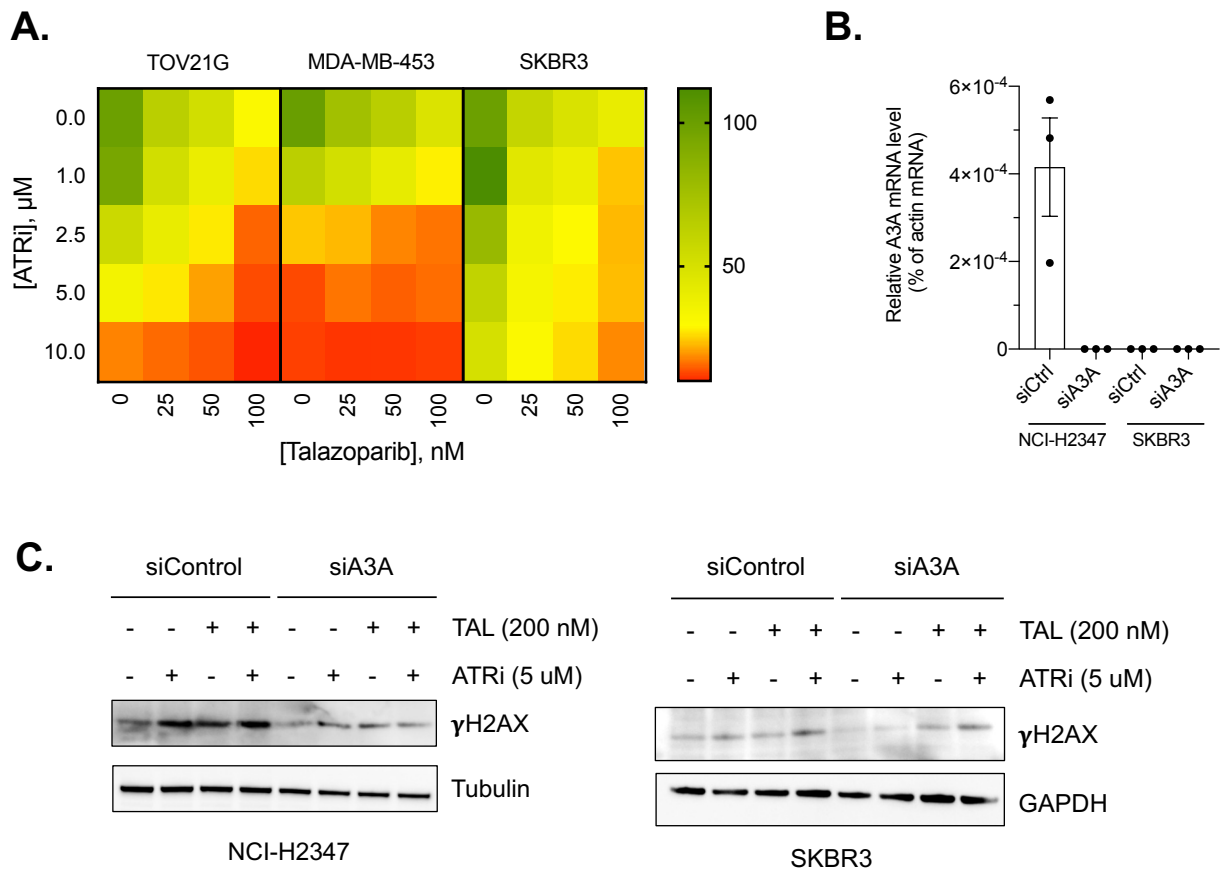 A.
TOV21G MDA-MB-453 SKBR3
[ATRi], µM
0.0
1.0
2.5
5.0
10.0
0 25 50 100 0 25 50 100 0 25 50 100
[Talazoparib], nM
100
50
B.
Relative A3A mRNA level
(% of actin mRNA)
6×10-4
4×10-4
2×10-4
0
siCtrl siA3A siCtrl siA3A
NCI-H2347 SKBR3
C.
siControl siA3A
- - + + - - + + TAL (200 nM)
- + - + - + - + ATRi (5 uM)
γH2AX
Tubulin
NCI-H2347
siControl siA3A
- - + + - - + + TAL (200 nM)
- + - + - + - + ATRi (5 uM)
γH2AX
GAPDH
SKBR3